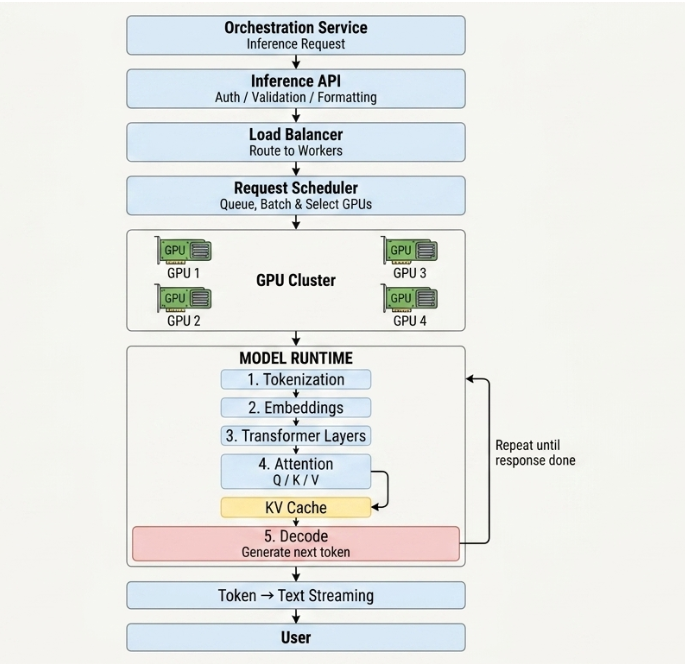 Orchestration Service
Inference Request
Inference API
Auth / Validation / Formatting
Load Balancer
Route to Workers
Request Scheduler
Queue, Batch & Select GPUs
GPU
GPU 1
GPU
GPU 2
GPU Cluster
GPU
GPU 3
GPU
GPU 4
MODEL RUNTIME
1. Tokenization
2. Embeddings
3. Transformer Layers
4. Attention
Q / K / V
KV Cache
5. Decode
Generate next token
Repeat until
response done
Token → Text Streaming
User